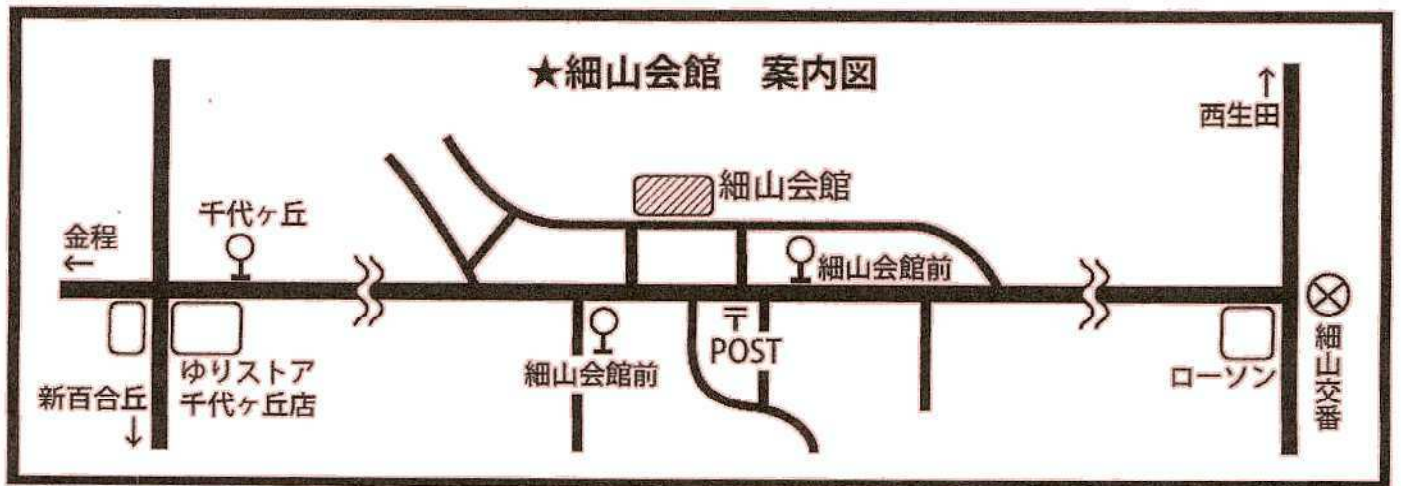 ★細山会館　案内図
↑
西生田
細山会館
千代ヶ丘
金程
←
細山会館前
〒
POST
細山会館前
ゆりストア
千代ヶ丘店
新百合丘
↓
ローソン
細山交番